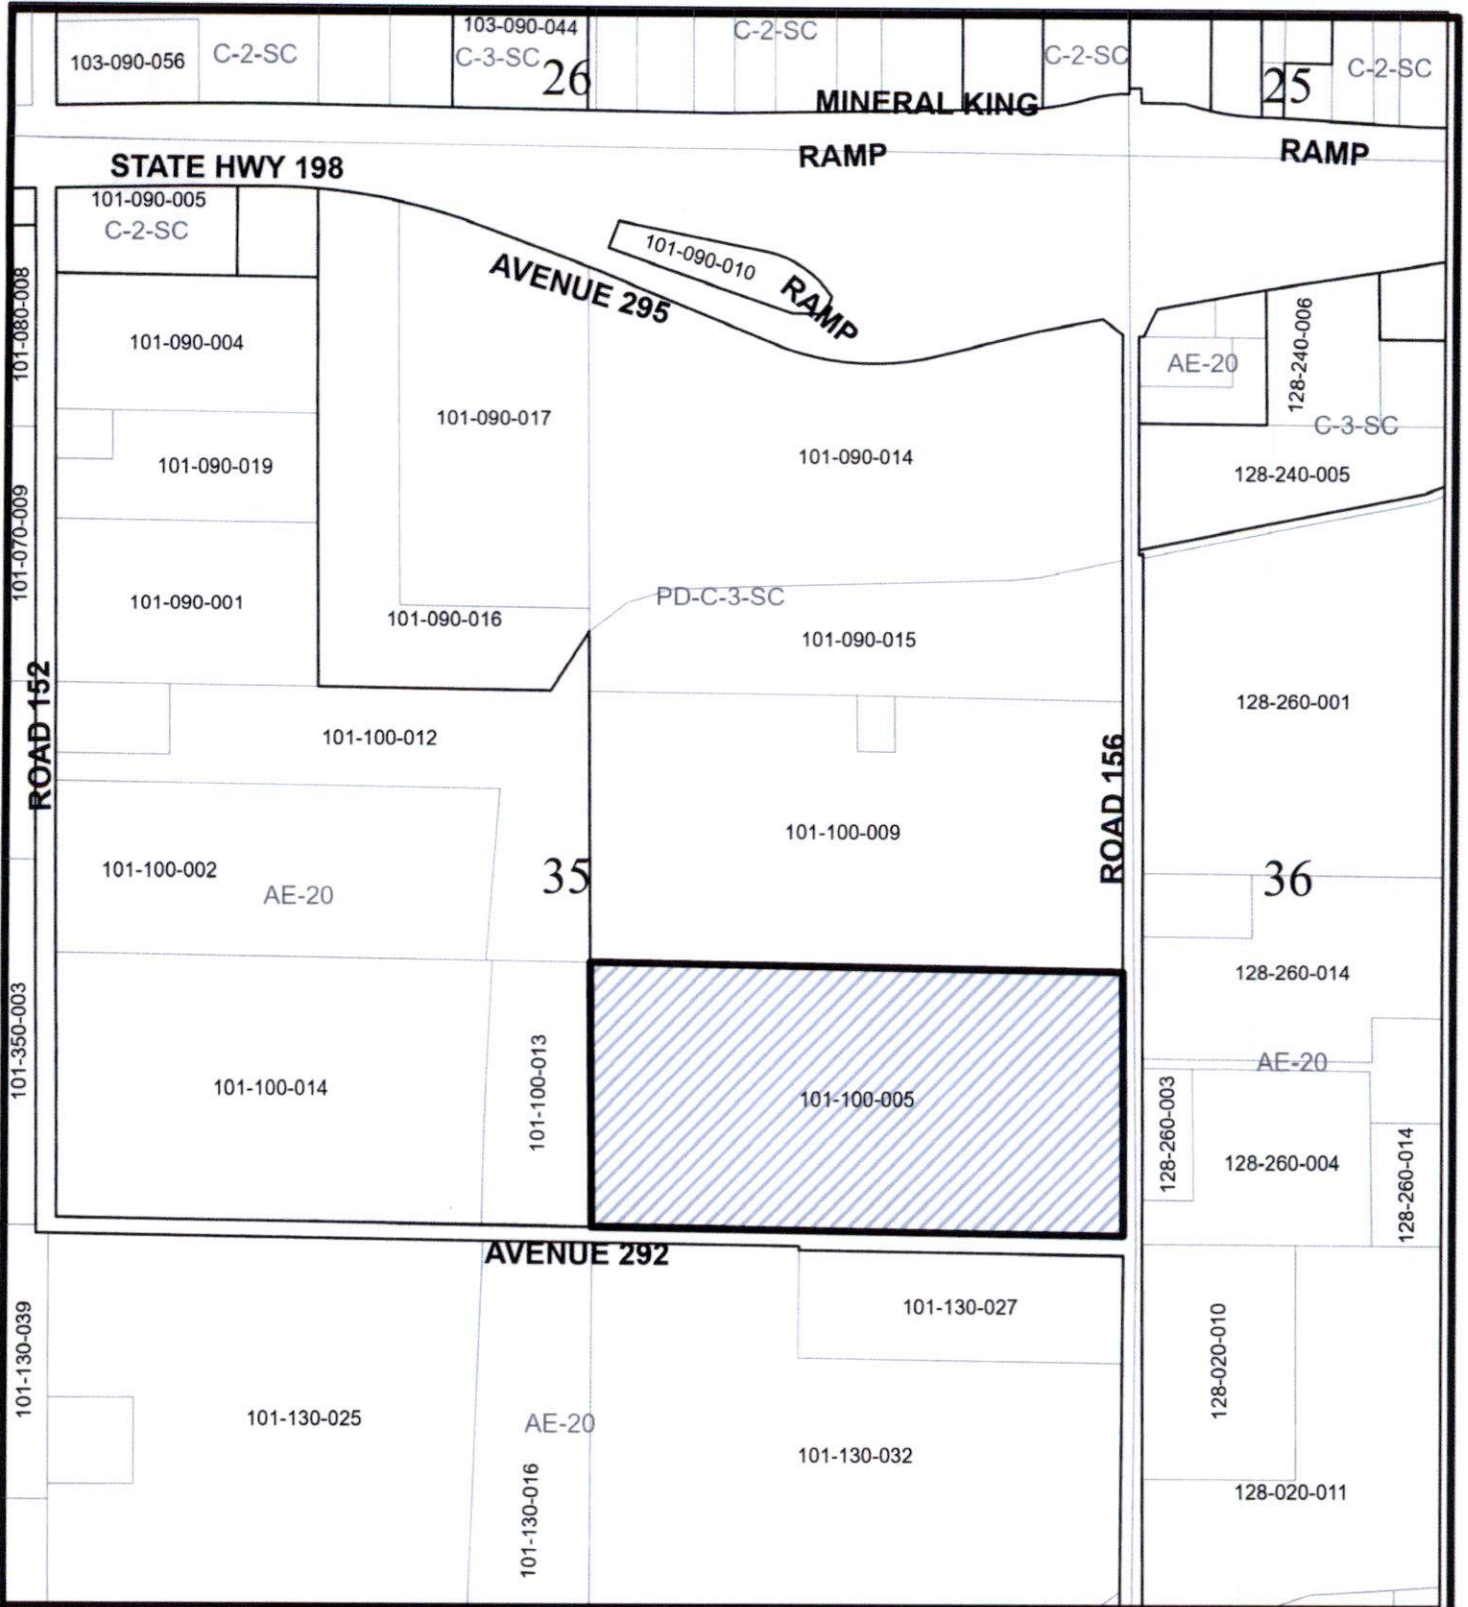 103-090-044
C-2-SC
103-090-056
C-2-SC
C-3-SC
26
C-2-SC
25
C-2-SC
MINERAL KING
RAMP
RAMP
STATE HWY 198
101-090-005
C-2-SC
101-090-010
RAMP
AVENUE 295
101-080-008
101-090-004
128-240-006
AE-20
101-090-017
C-3-SC
101-090-014
101-090-019
128-240-005
101-070-009
101-090-001
PD-C-3-SC
101-090-016
101-090-015
ROAD 152
128-260-001
101-100-012
ROAD 156
101-100-009
101-100-002
35
36
AE-20
128-260-014
101-350-003
AE-20
101-100-014
101-100-013
101-100-005
128-260-003
128-260-004
128-260-014
AVENUE 292
101-130-027
101-130-039
128-020-010
101-130-025
AE-20
101-130-032
101-130-016
128-020-011